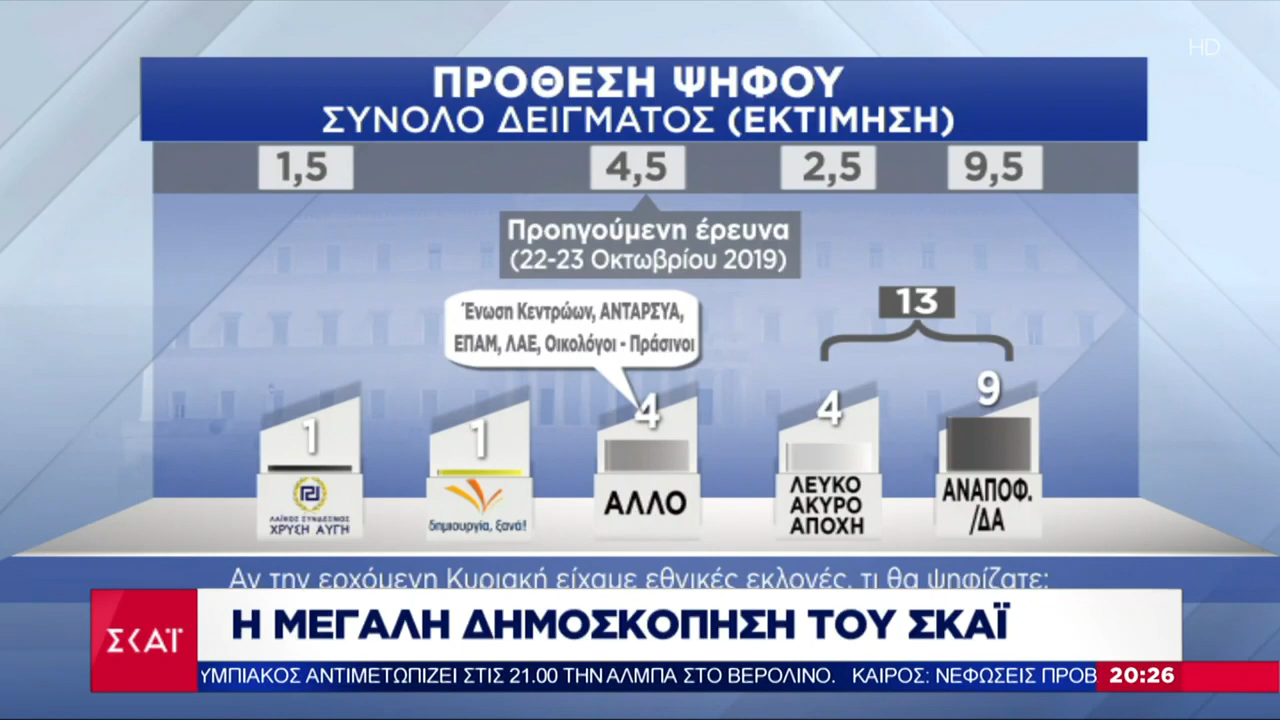 HD
ΠΡΟΘΕΣΗ ΨΗΦΟΥ
ΣΥΝΟΛΟ ΔΕΙΓΜΑΤΟΣ (ΕΚΤΙΜΗΣΗ)
1,5 4,5 2,5 9,5
Προηγούμενη έρευνα
(22-23 Οκτωβρίου 2019)
13
Ένωση Κεντρώων, ΑΝΤΑΡΣΥΑ,
ΕΠΑΜ, ΛΑΕ, Οικολόγοι - Πράσινοι
1 1 4 4 9
ΛΑΪΚΟΣ ΣΥΝΔΕΣΜΟΣ
ΧΡΥΣΗ ΑΥΓΗ
δημιουργία, ξανά!
ΑΛΛΟ
ΛΕΥΚΟ
ΑΚΥΡΟ
ΑΠΟΧΗ
ΑΝΑΠΟΦ.
/ΔΑ
Αν την ερχόμενη Κυριακή είχαμε εθνικές εκλογές, τι θα ψηφίζατε;
ΣΚΑΪ
Η ΜΕΓΑΛΗ ΔΗΜΟΣΚΟΠΗΣΗ ΤΟΥ ΣΚΑΪ
ΥΜΠΙΑΚΟΣ ΑΝΤΙΜΕΤΩΠΙΖΕΙ ΣΤΙΣ 21.00 ΤΗΝ ΑΛΜΠΑ ΣΤΟ ΒΕΡΟΛΙΝΟ. ΚΑΙΡΟΣ: ΝΕΦΩΣΕΙΣ ΠΡΟΒ
20:26